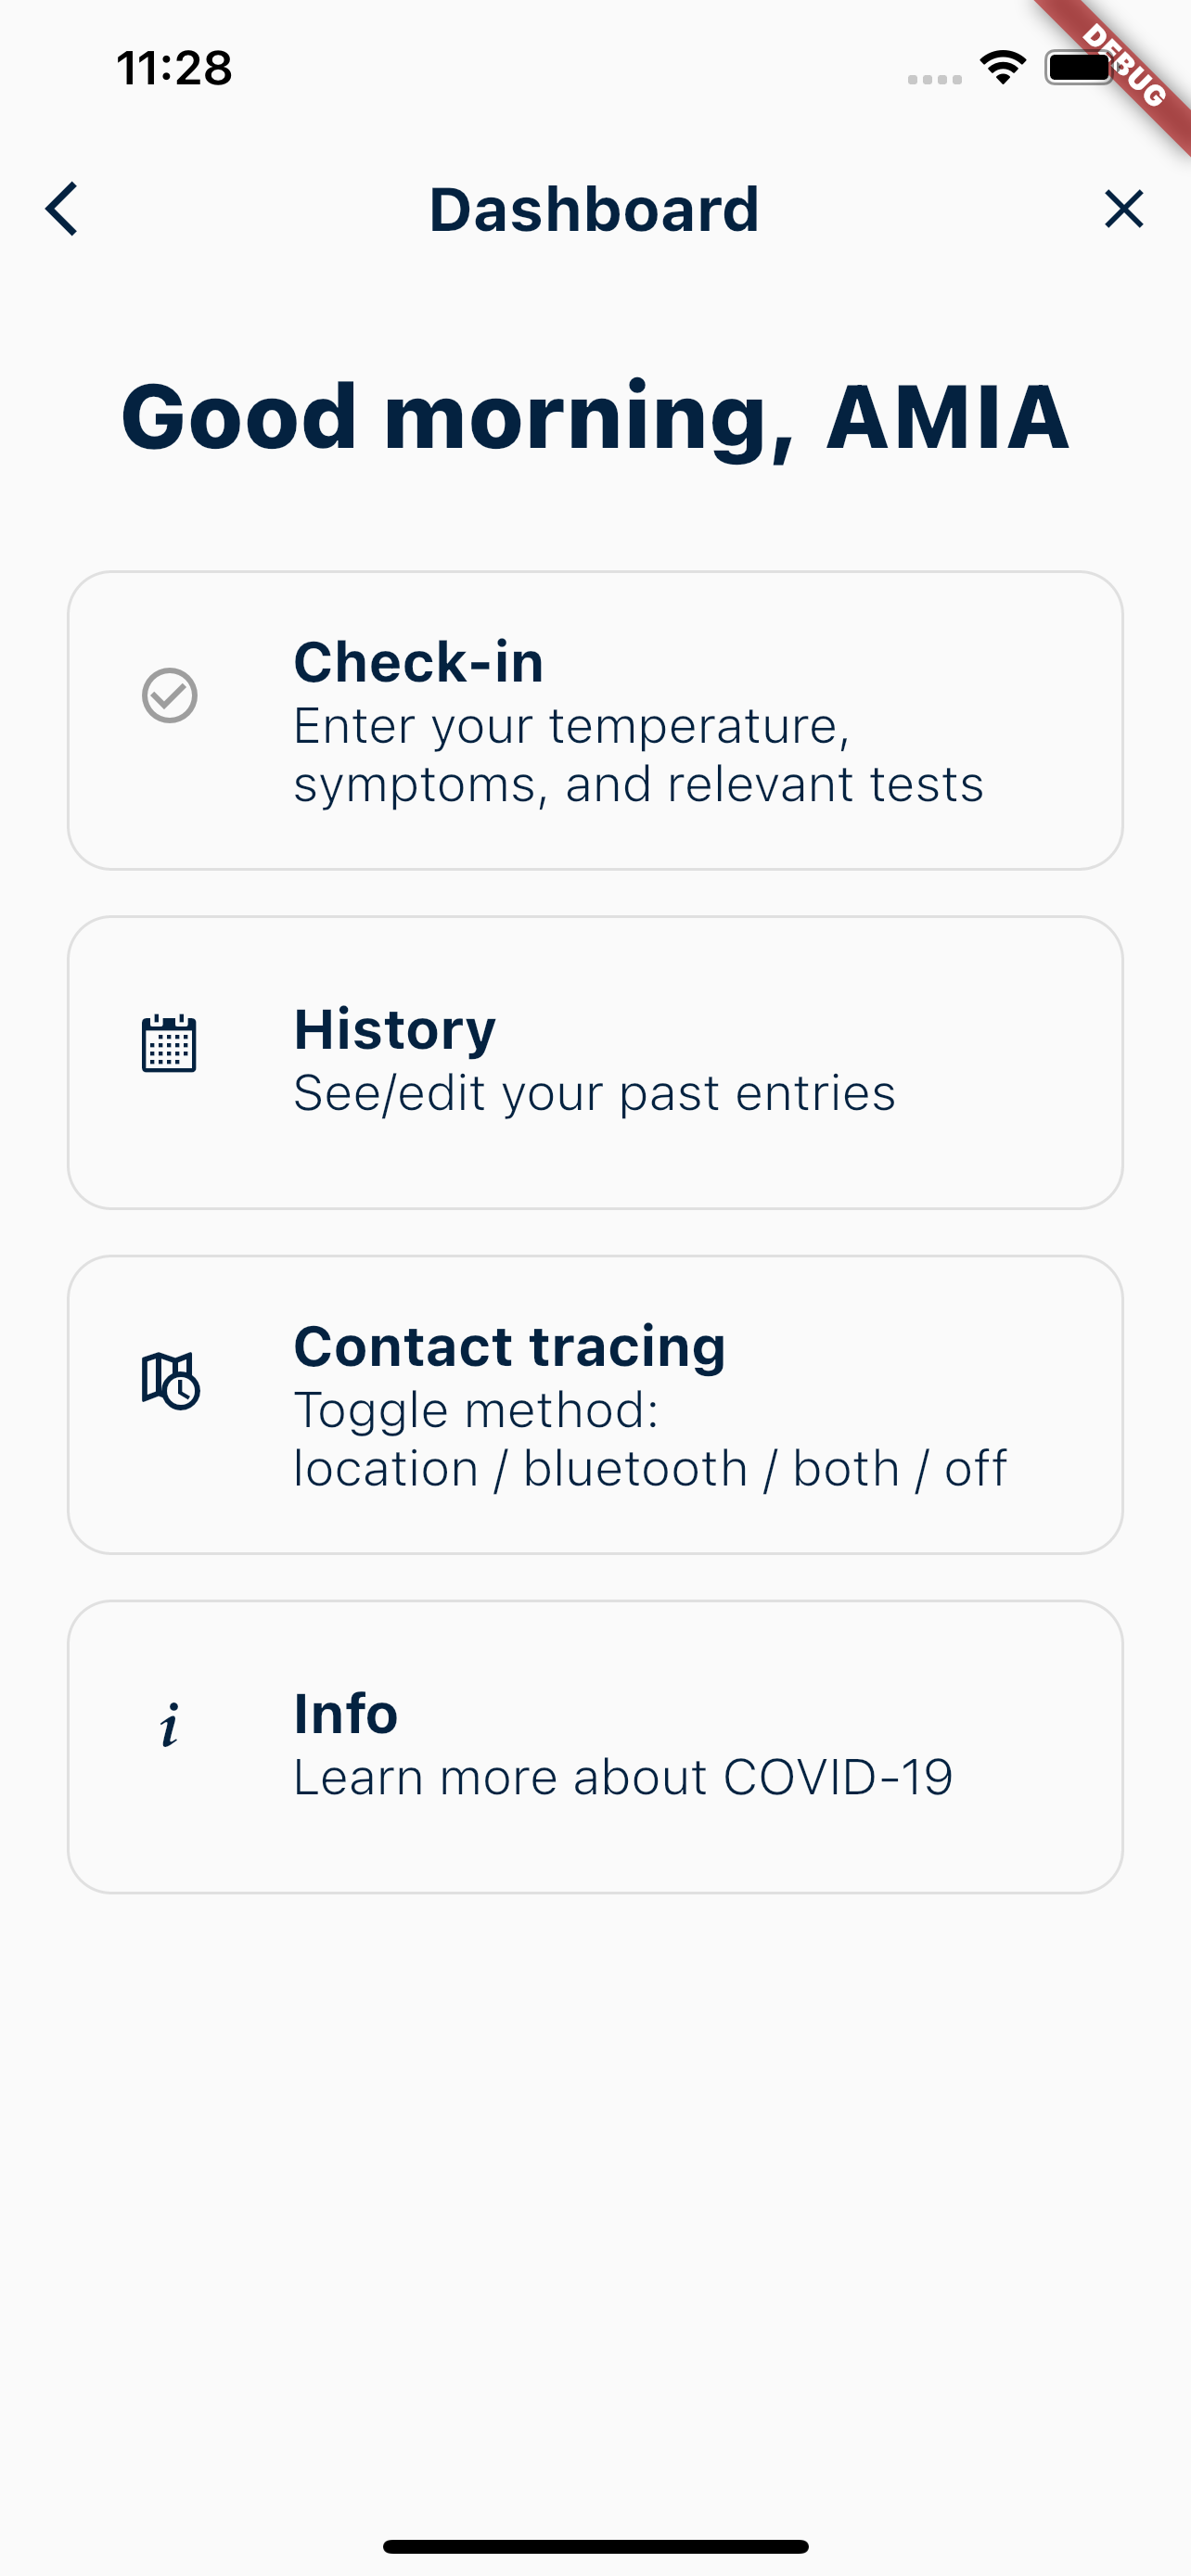 11:28
DEBUG
Dashboard
Good morning, AMIA
Check-in
Enter your temperature,
symptoms, and relevant tests
History
See/edit your past entries
Contact tracing
Toggle method:
location / bluetooth / both / off
i
Info
Learn more about COVID-19